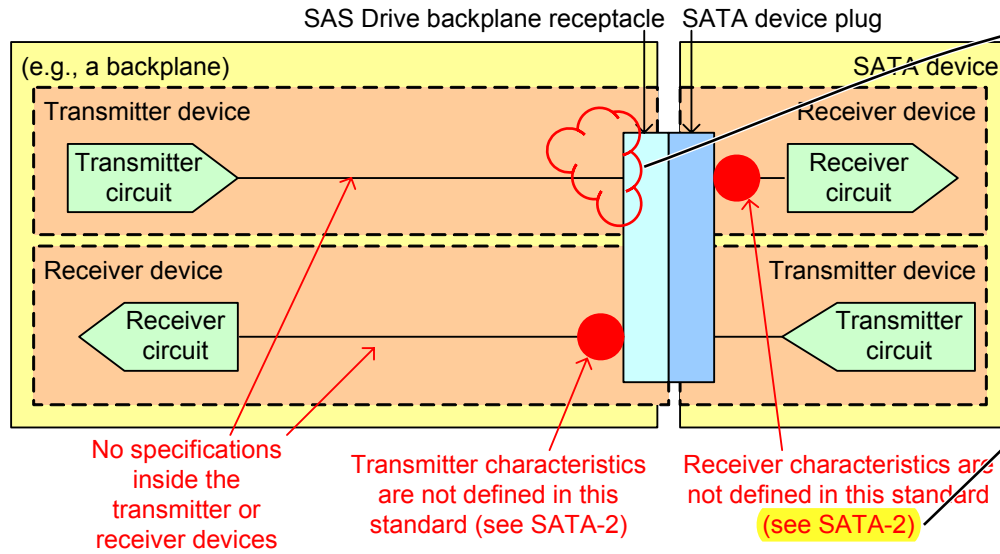 SAS Drive backplane receptacle
SATA device plug
(e.g., a backplane)
SATA device
Transmitter device
Receiver device
Transmitter
circuit
Receiver
circuit
Receiver device
Transmitter device
Receiver
circuit
Transmitter
circuit
No specifications
inside the
transmitter or
receiver devices
Transmitter characteristics
are not defined in this
standard (see SATA-2)
Receiver characteristics are
not defined in this standard
(see SATA-2)